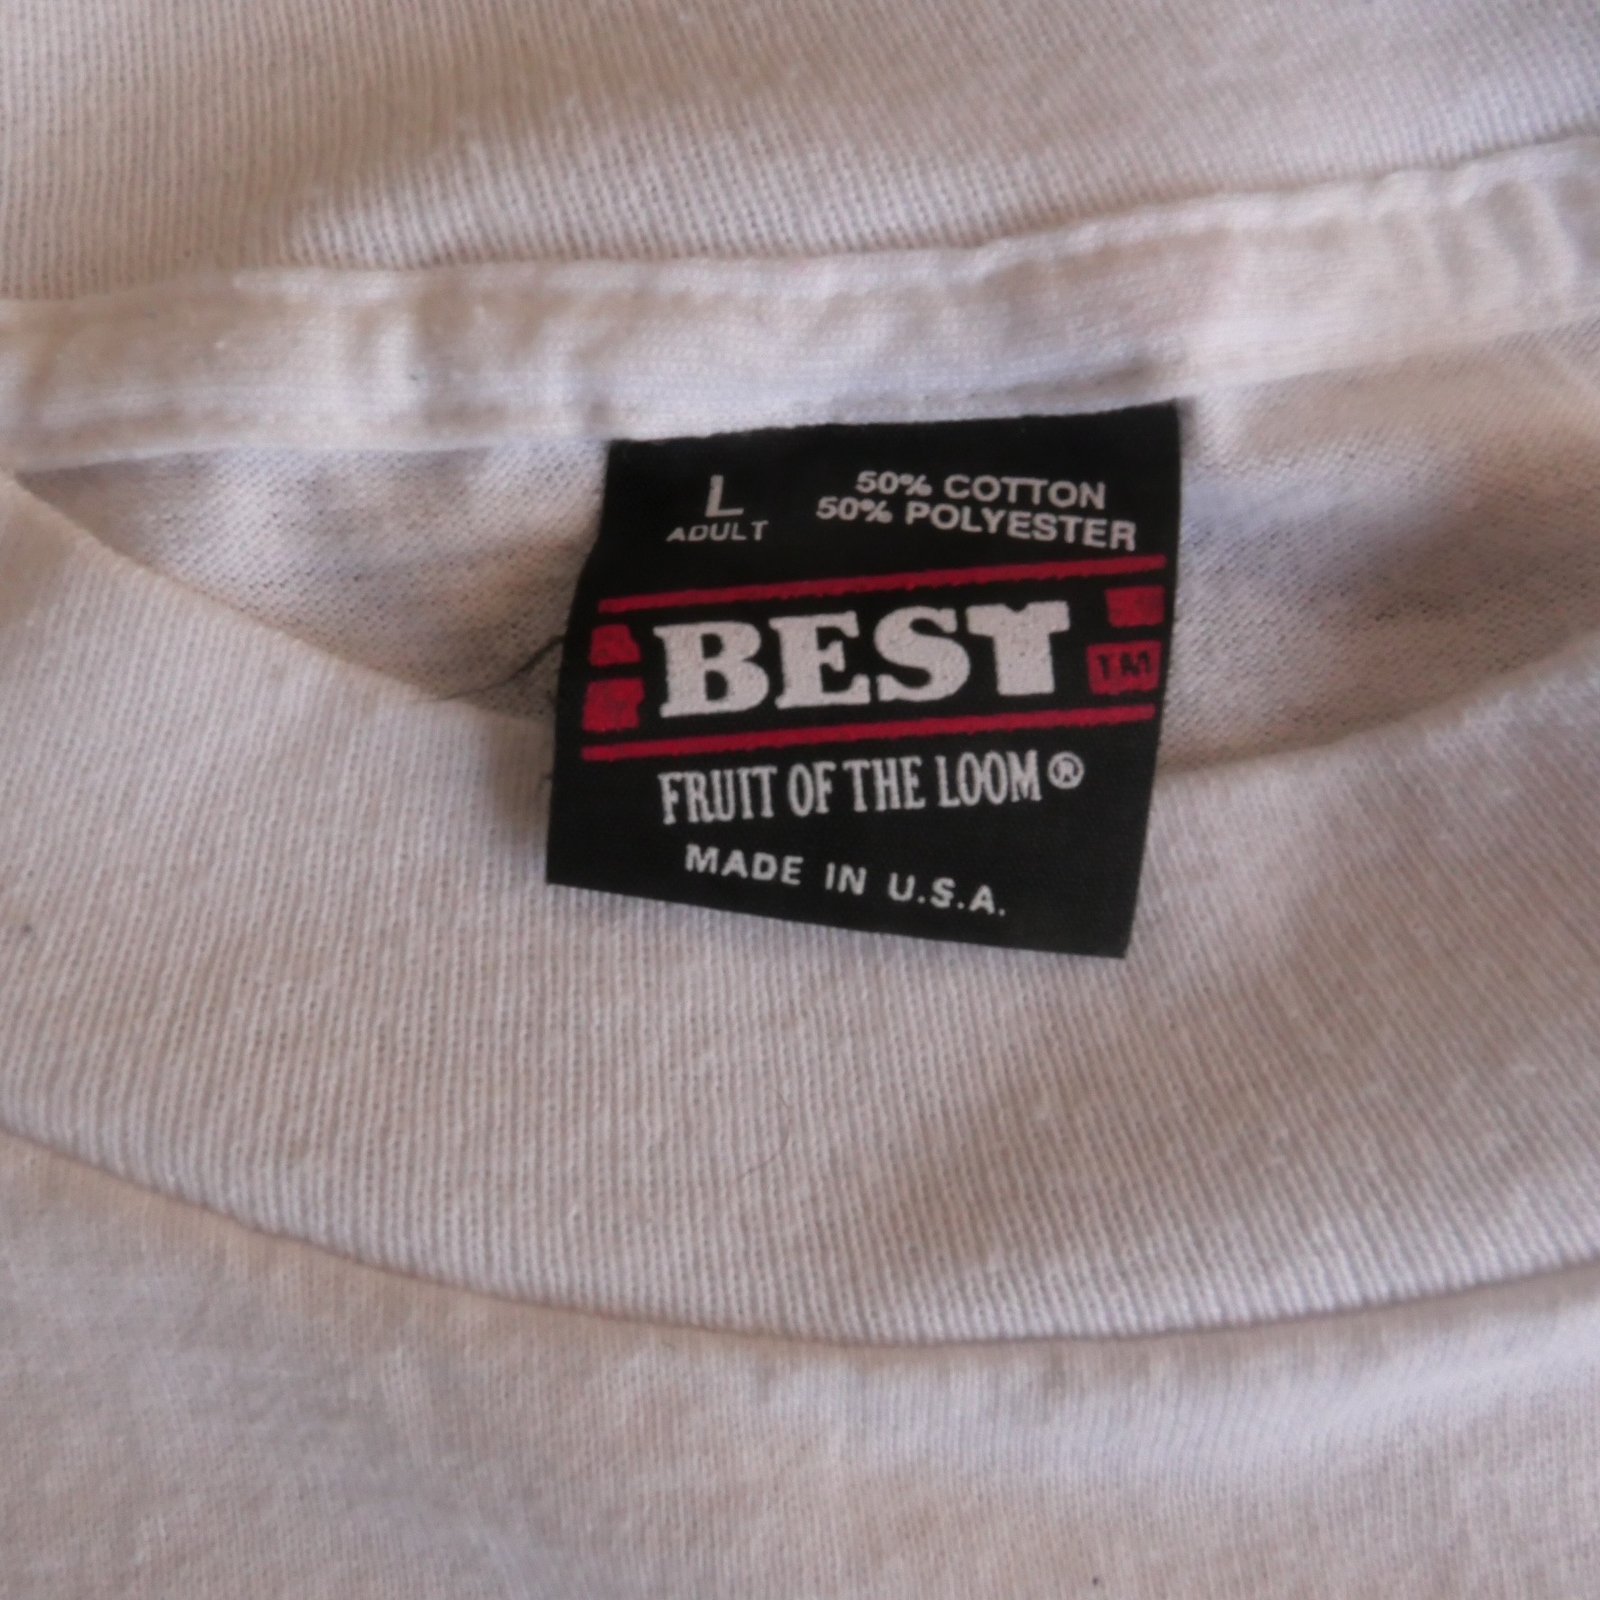 L
ADULT
50% COTTON
50% POLYESTER
BEST
TM
FRUIT OF THE LOOM®
MADE IN U.S.A.